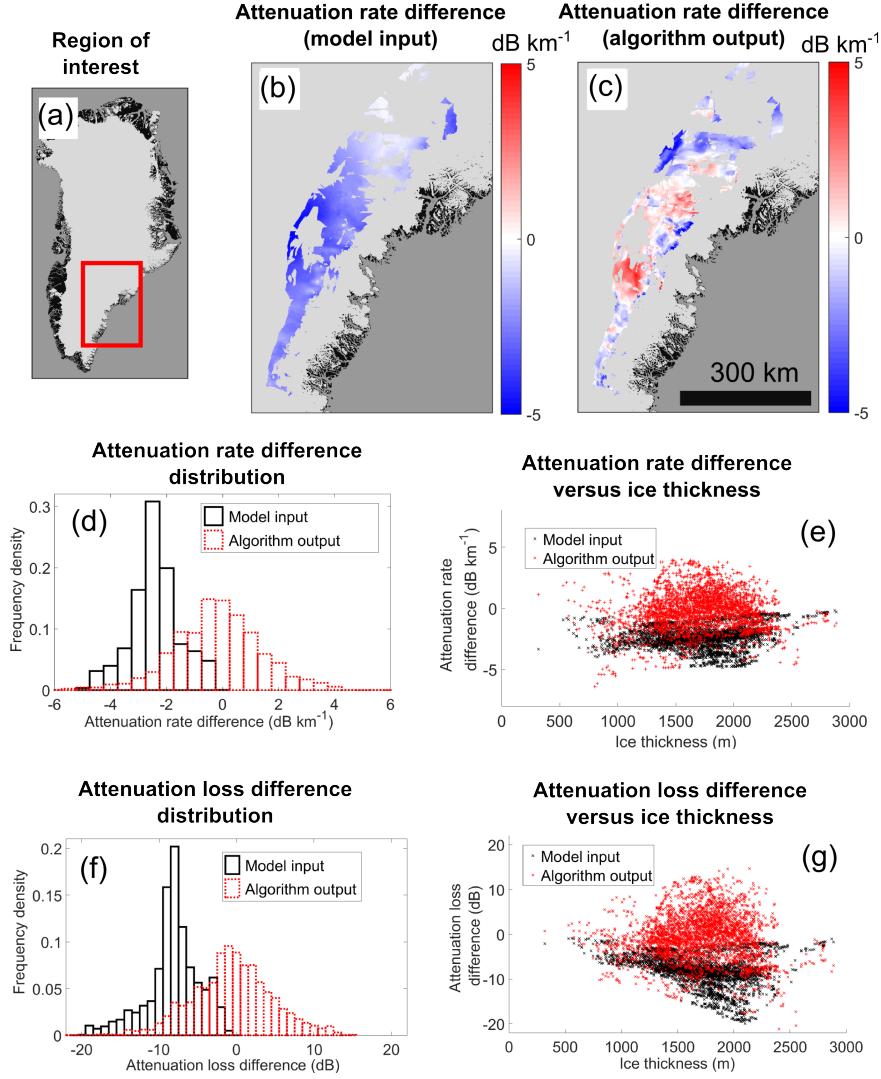 Region of
interest
(a)
Attenuation rate difference
(model input)
dB km-1
(b)
5
0
-5
Attenuation rate difference
(algorithm output)
dB km-1
(c)
5
0
-5
300 km
Attenuation rate difference
distribution
(d)
Model input
Algorithm output
Frequency density
0.3
0.2
0.1
0
-6 -4 -2 0 2 4 6
Attenuation rate difference (dB km-1)
Attenuation rate difference
versus ice thickness
(e)
Model input
Algorithm output
Attenuation rate
difference (dB km-1)
5
0
-5
0 500 1000 1500 2000 2500 3000
Ice thickness (m)
Attenuation loss difference
distribution
(f)
Model input
Algorithm output
Frequency density
0.2
0.15
0.1
0.05
0
-20 -10 0 10 20
Attenuation loss difference (dB)
Attenuation loss difference
versus ice thickness
(g)
Model input
Algorithm output
Attenuation loss
difference (dB)
20
10
0
-10
-20
0 500 1000 1500 2000 2500 3000
Ice thickness (m)